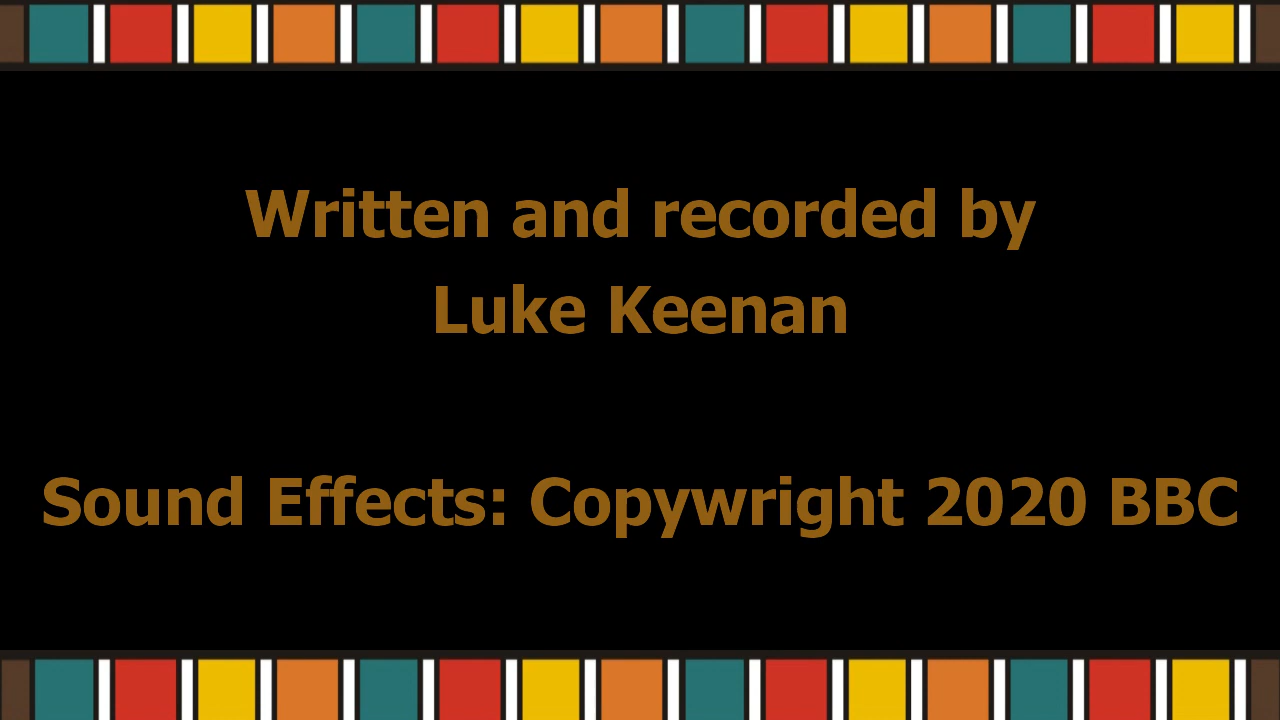 Written and recorded by
Luke Keenan
Sound Effects: Copywright 2020 BBC